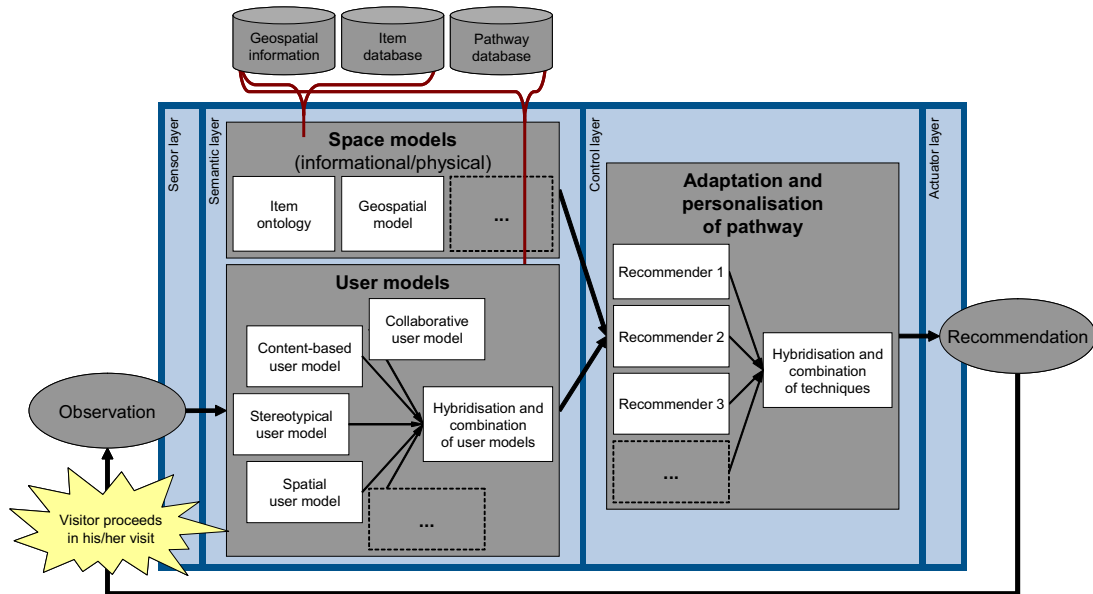 Geospatial
information
Item
database
Pathway
database
Sensor layer
Semantic layer
Control layer
Actuator layer
Space models
(informational/physical)
Item
ontology
Geospatial
model
...
User models
Collaborative
user model
Content-based
user model
Stereotypical
user model
Spatial
user model
...
Hybridisation and
combination
of user models
Adaptation and
personalisation
of pathway
Recommender 1
Recommender 2
Recommender 3
...
Hybridisation and
combination
of techniques
Observation
Recommendation
Visitor proceeds
in his/her visit